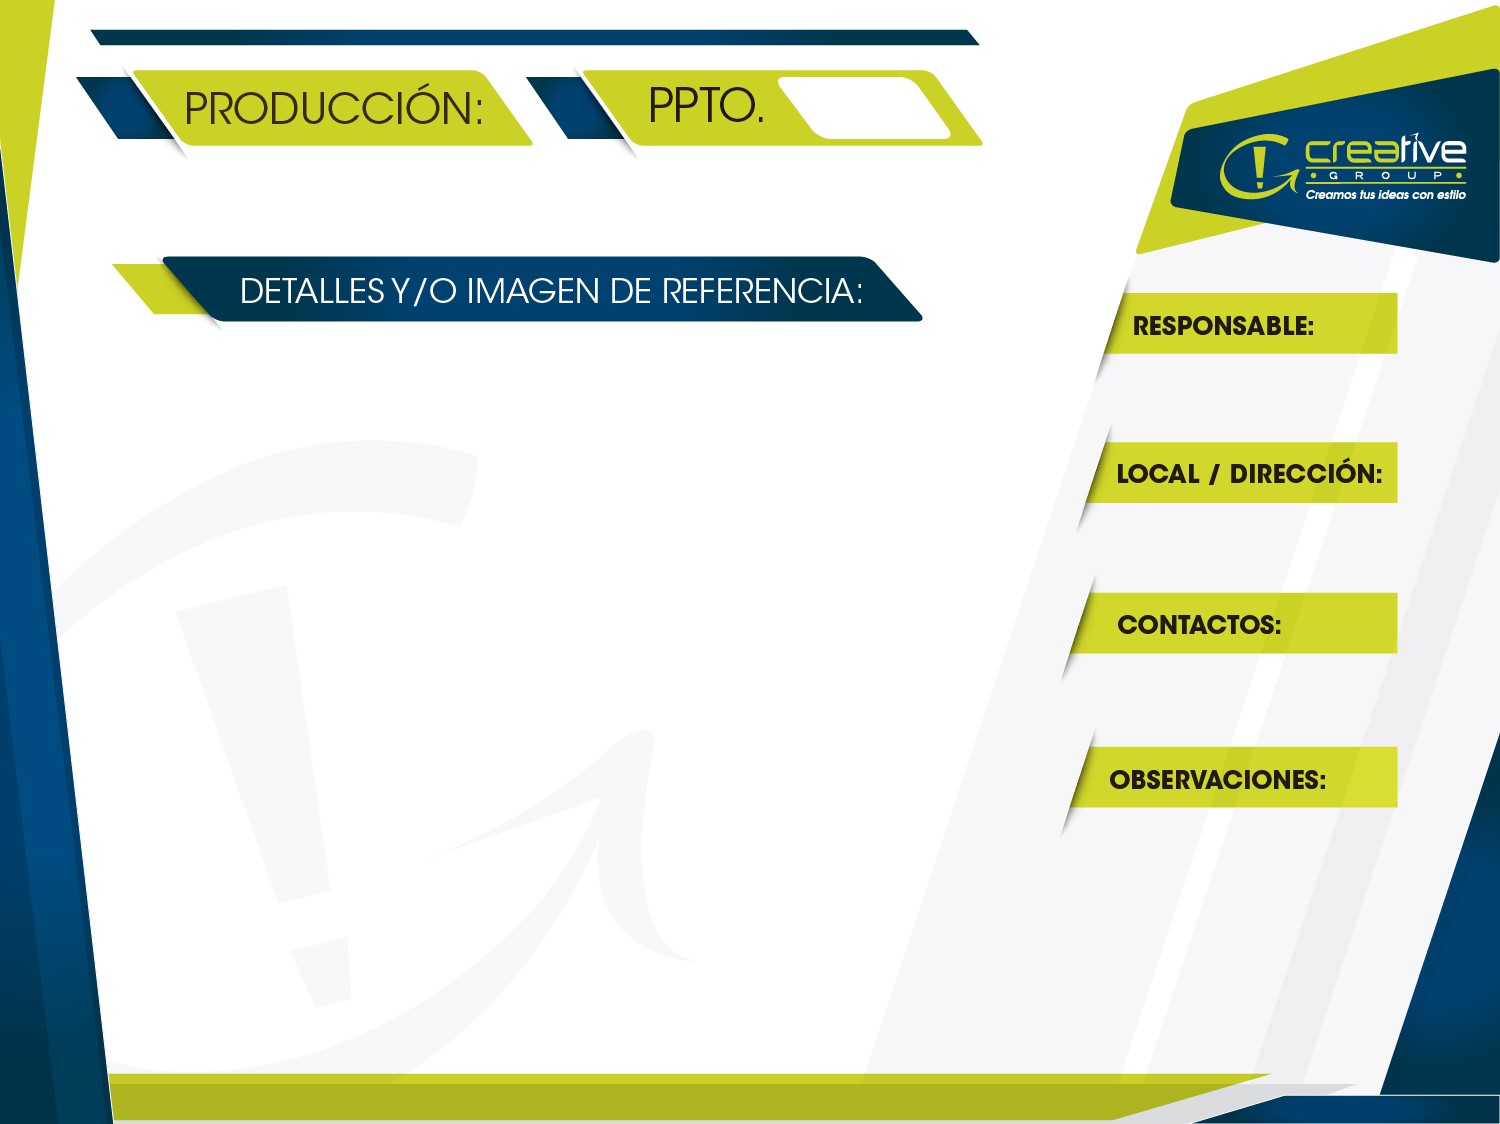 PRODUCCIÓN:
PPTO.
creative
GROUP
Creamos tus ideas con estilo
DETALLES Y/O IMAGEN DE REFERENCIA:
RESPONSABLE:
LOCAL / DIRECCIÓN:
CONTACTOS:
OBSERVACIONES: